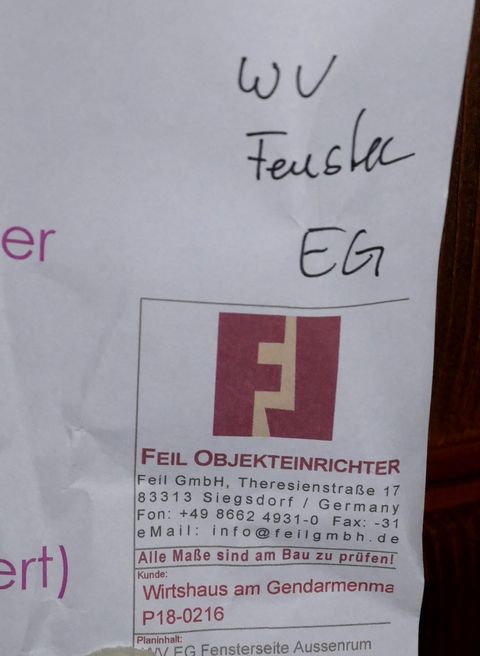 WV
Fenster
EG
er
FEIL OBJEKTEINRICHTER
Feil GmbH, Theresienstraße 17
83313 Siegsdorf / Germany
Fon: +49 8662 4931-0 Fax: -31
eMail: info@feilgmbh.de
Alle Maße sind am Bau zu prüfen!
ert)
Kunde:
Wirtshaus am Gendarmenma
P18-0216
Planinhalt:
WV EG Fensterseite Aussenrum